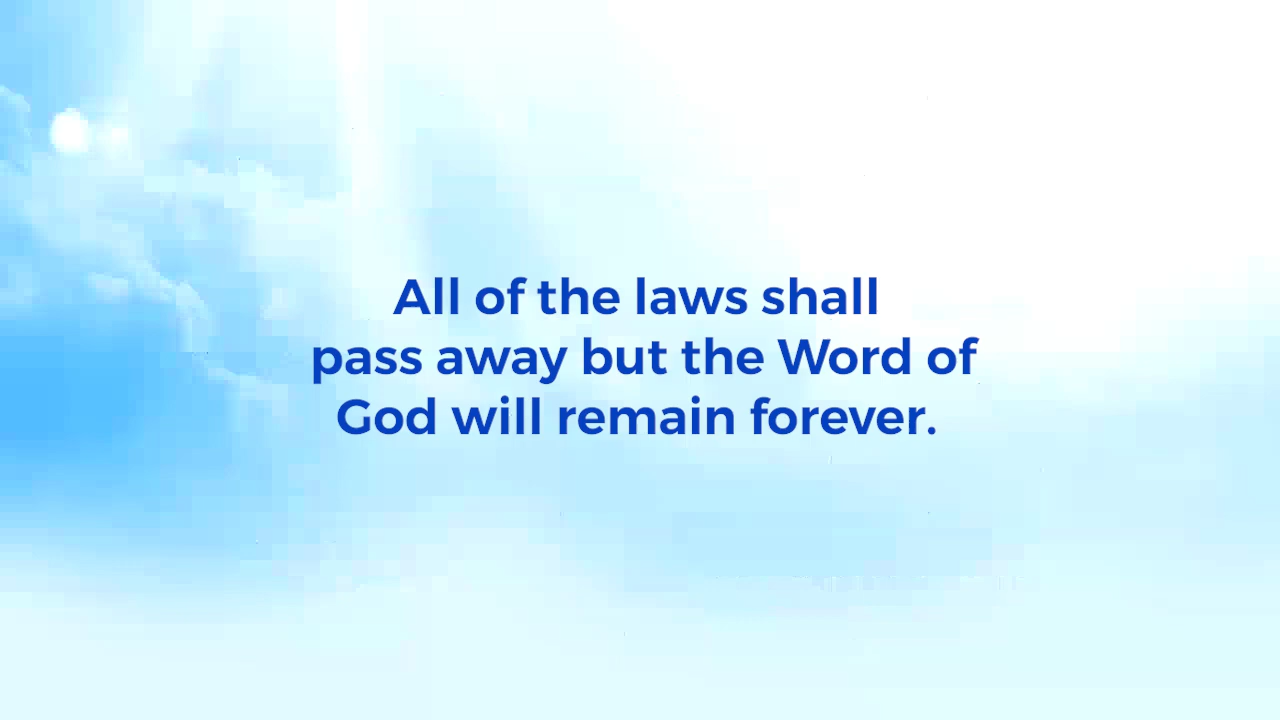 All of the laws shall
pass away but the Word of
God will remain forever.